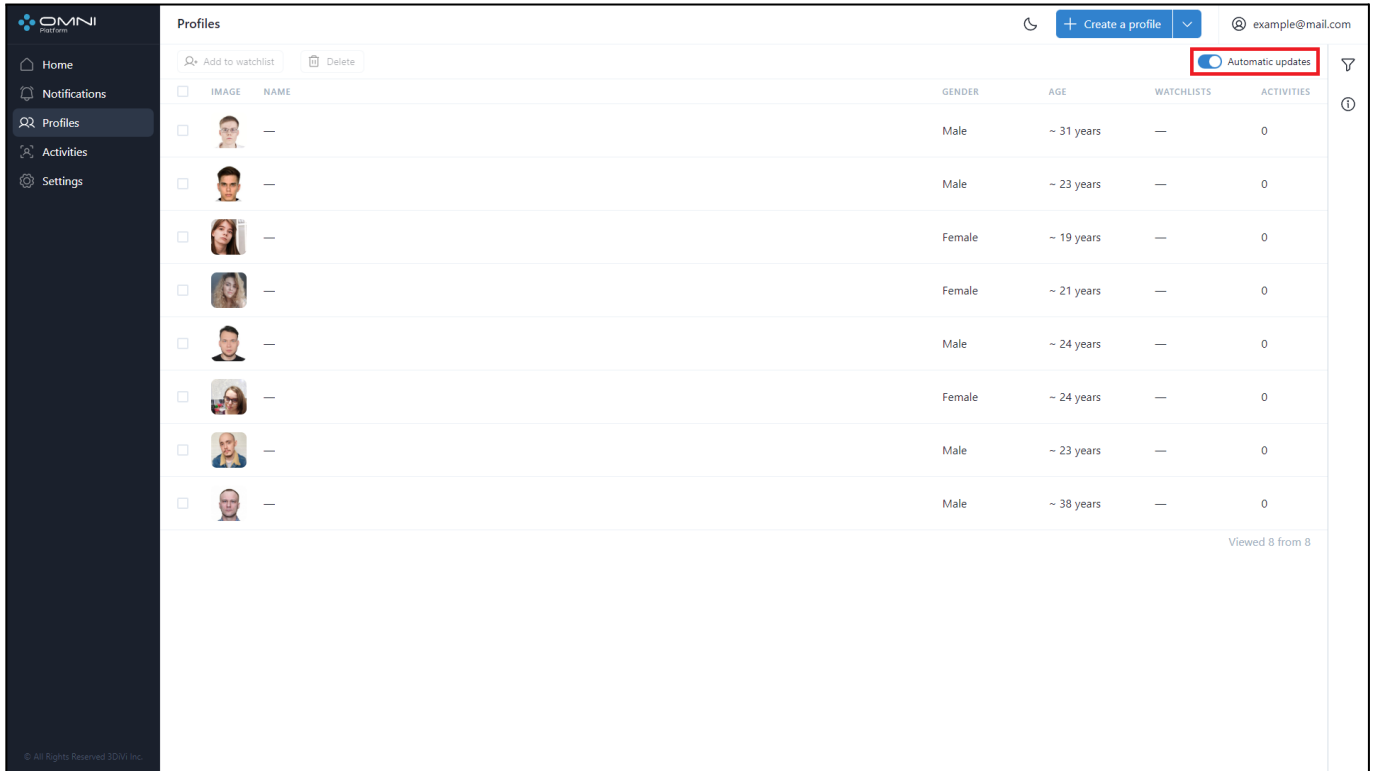 OMNI
Platform
Profiles
Create a profile
example@mail.com
Home
Notifications
Profiles
Activities
Settings
Add to watchlist
Delete
Automatic updates
IMAGE NAME GENDER AGE WATCHLISTS ACTIVITIES
— Male ~ 31 years — 0
— Male ~ 23 years — 0
— Female ~ 19 years — 0
— Female ~ 21 years — 0
— Male ~ 24 years — 0
— Female ~ 24 years — 0
— Male ~ 23 years — 0
— Male ~ 38 years — 0
Viewed 8 from 8
© All Rights Reserved 3DiVi Inc.